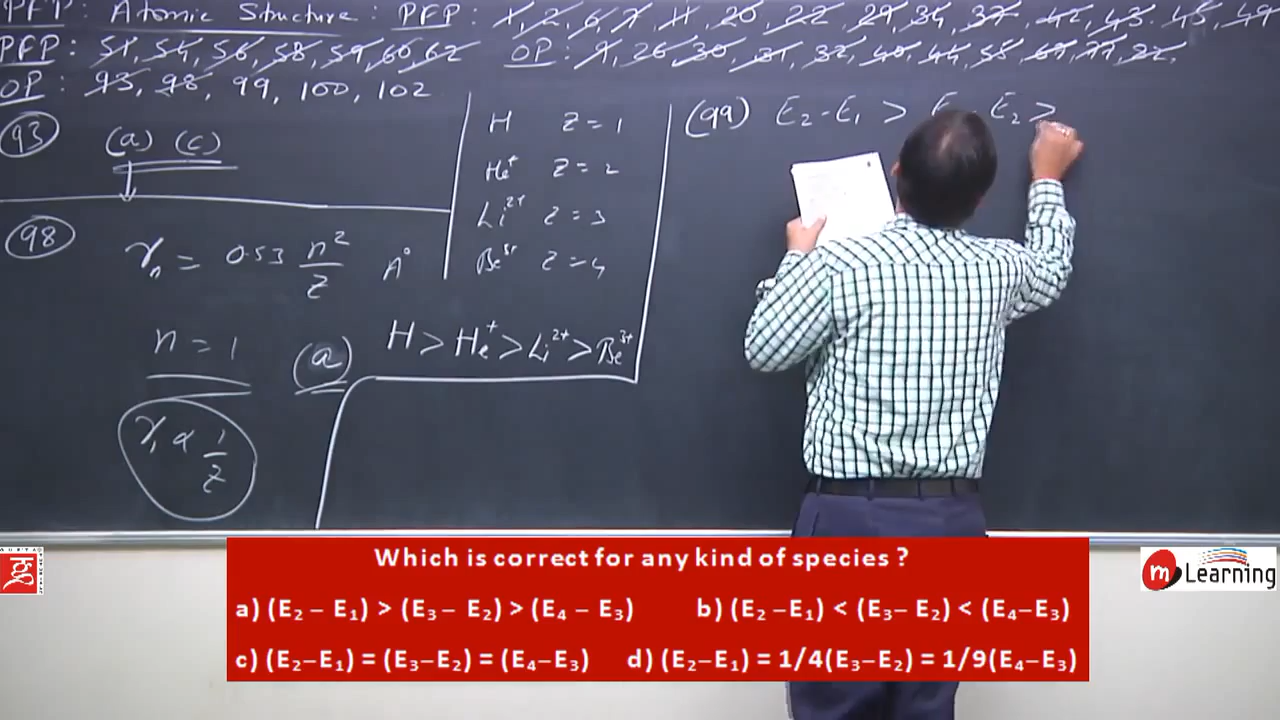 PFP: Atomic Structure: PFP: 1, 2, 6, 7, 11, 20, 22, 29, 34, 37, 42, 43, 45, 49
PFP: 51, 54, 56, 58, 59, 60, 62 OP: 9, 26, 30, 31, 32, 40, 44, 55, 67, 77, 82,
OP: 93, 98, 99, 100, 102
93 (a) (c)
98 rₙ = 0.53 n²/Z A°
n = 1 (a)
r₁ ∝ 1/Z
H Z = 1
He⁺ Z = 2
Li²⁺ Z = 3
Be³⁺ Z = 4
H > He⁺ > Li²⁺ > Be³⁺
(99) E₂ - E₁ > E₂ >
Which is correct for any kind of species ?
a) (E₂ – E₁) > (E₃ – E₂) > (E₄ – E₃) b) (E₂ –E₁) < (E₃– E₂) < (E₄–E₃)
c) (E₂–E₁) = (E₃–E₂) = (E₄–E₃) d) (E₂–E₁) = 1/4(E₃–E₂) = 1/9(E₄–E₃)
GUPTA
g
m Learning